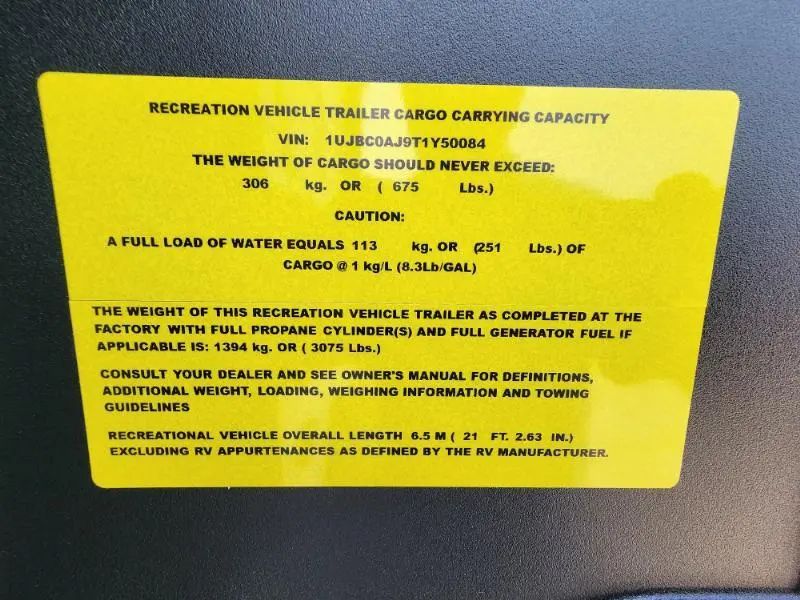 RECREATION VEHICLE TRAILER CARGO CARRYING CAPACITY
VIN: 1UJBC0AJ9T1Y50084
THE WEIGHT OF CARGO SHOULD NEVER EXCEED:
306 kg. OR ( 675 Lbs.)
CAUTION:
A FULL LOAD OF WATER EQUALS 113 kg. OR (251 Lbs.) OF
CARGO @ 1 kg/L (8.3Lb/GAL)
THE WEIGHT OF THIS RECREATION VEHICLE TRAILER AS COMPLETED AT THE
FACTORY WITH FULL PROPANE CYLINDER(S) AND FULL GENERATOR FUEL IF
APPLICABLE IS: 1394 kg. OR ( 3075 Lbs.)
CONSULT YOUR DEALER AND SEE OWNER'S MANUAL FOR DEFINITIONS,
ADDITIONAL WEIGHT, LOADING, WEIGHING INFORMATION AND TOWING
GUIDELINES
RECREATIONAL VEHICLE OVERALL LENGTH 6.5 M ( 21 FT. 2.63 IN.)
EXCLUDING RV APPURTENANCES AS DEFINED BY THE RV MANUFACTURER.